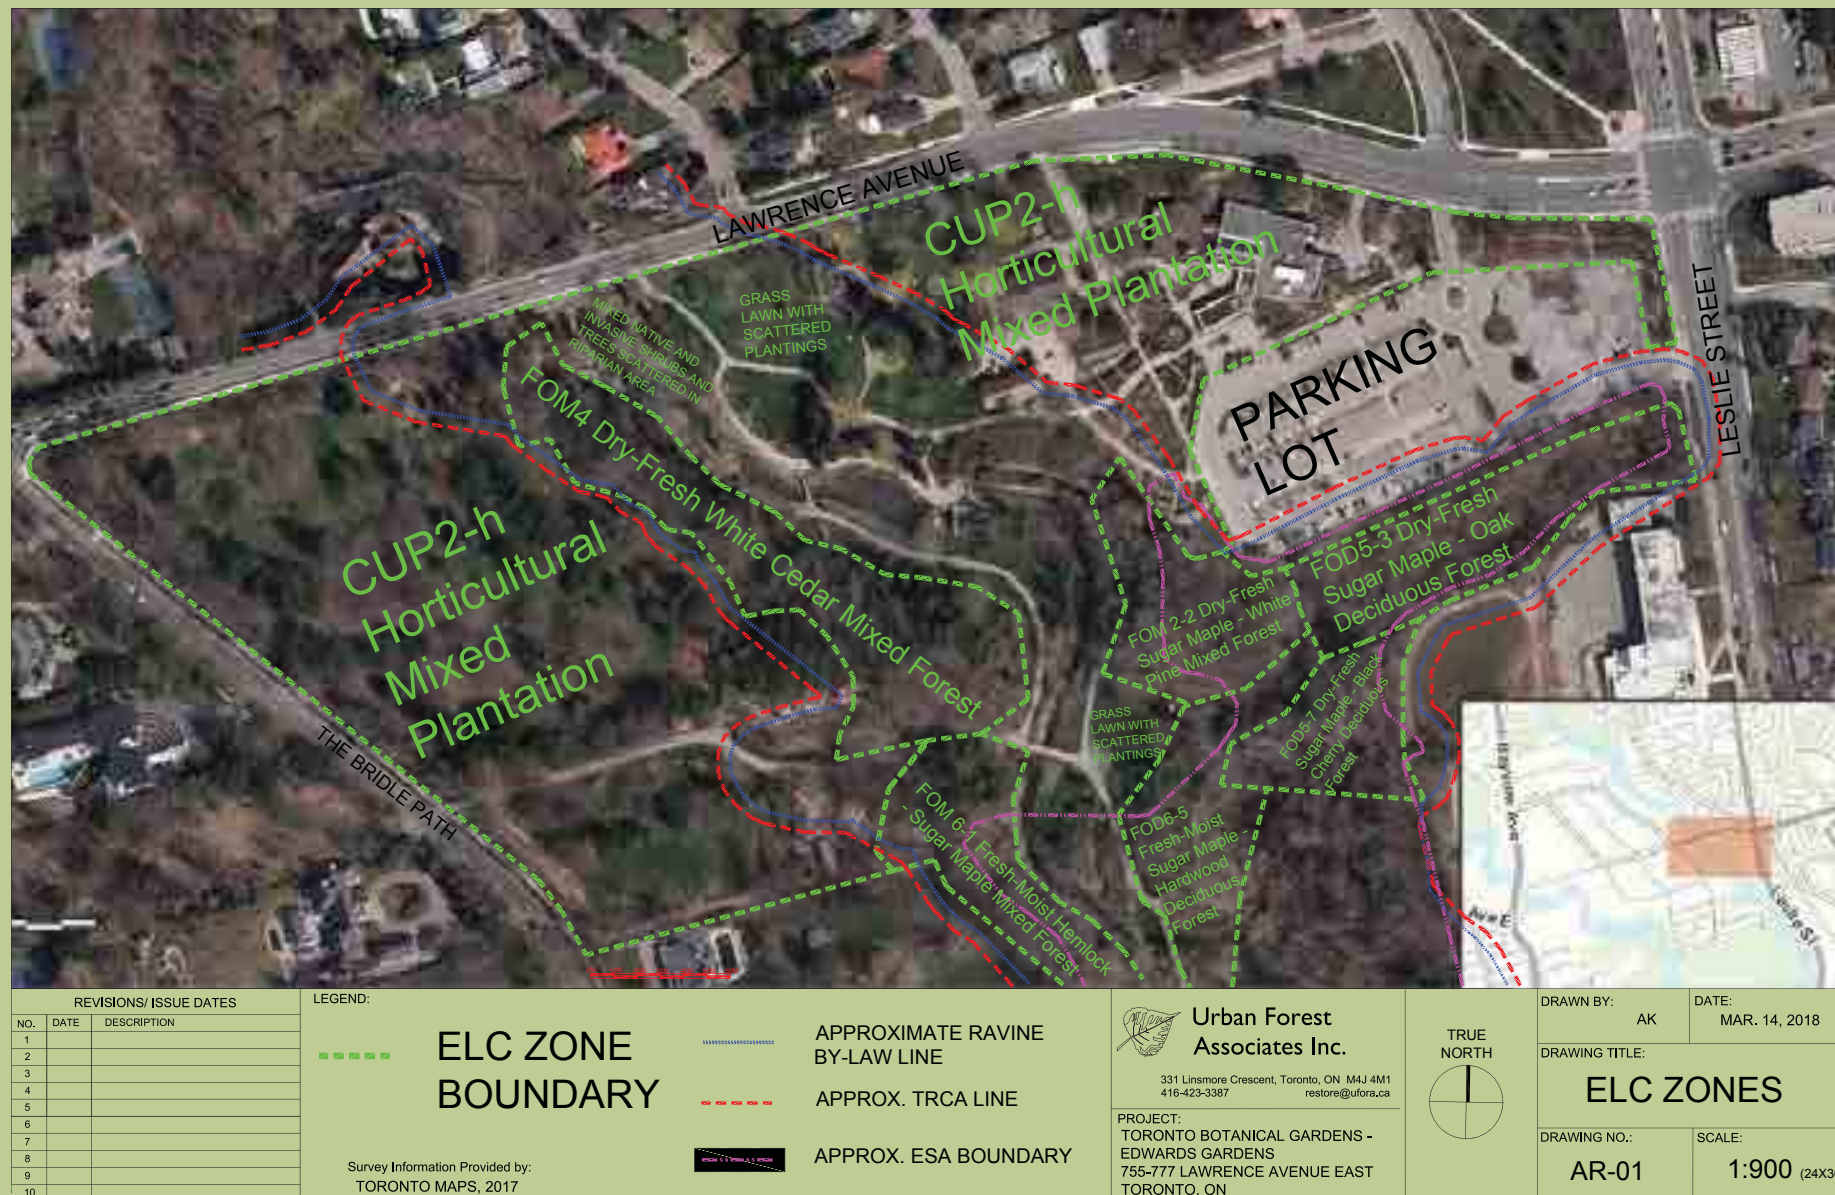 LAWRENCE AVENUE
CUP2-h
Horticultural
Mixed Plantation
GRASS
LAWN WITH
SCATTERED
PLANTINGS
MIXED NATIVE AND
INVASIVE SHRUBS AND
TREES SCATTERED IN
RIPARIAN AREA
LESLIE STREET
PARKING
LOT
FOM4 Dry-Fresh White Cedar Mixed Forest
CUP2-h
Horticultural
Mixed
Plantation
FOD5-3 Dry-Fresh
Sugar Maple - Oak
Deciduous Forest
FOM 2-2 Dry-Fresh
Sugar Maple - White
Pine Mixed Forest
FOD5-7 Dry-Fresh
Sugar Maple - Black
Cherry Deciduous
Forest
GRASS
LAWN WITH
SCATTERED
PLANTINGS
THE BRIDLE PATH
FOM 6-1 Fresh-Moist Hemlock
- Sugar Maple Mixed Forest
FOD6-5
Fresh-Moist
Sugar Maple -
Hardwood
Deciduous
Forest
Leslie St
REVISIONS/ ISSUE DATES
NO. DATE DESCRIPTION
1
2
3
4
5
6
7
8
9
10
LEGEND:
ELC ZONE
BOUNDARY
Survey Information Provided by:
TORONTO MAPS, 2017
APPROXIMATE RAVINE
BY-LAW LINE
APPROX. TRCA LINE
APPROX. ESA BOUNDARY
Urban Forest
Associates Inc.
331 Linsmore Crescent, Toronto, ON M4J 4M1
416-423-3387 restore@ufora.ca
PROJECT:
TORONTO BOTANICAL GARDENS -
EDWARDS GARDENS
755-777 LAWRENCE AVENUE EAST
TORONTO, ON
TRUE
NORTH
DRAWN BY:
AK
DATE:
MAR. 14, 2018
DRAWING TITLE:
ELC ZONES
DRAWING NO.:
AR-01
SCALE:
1:900 (24X3